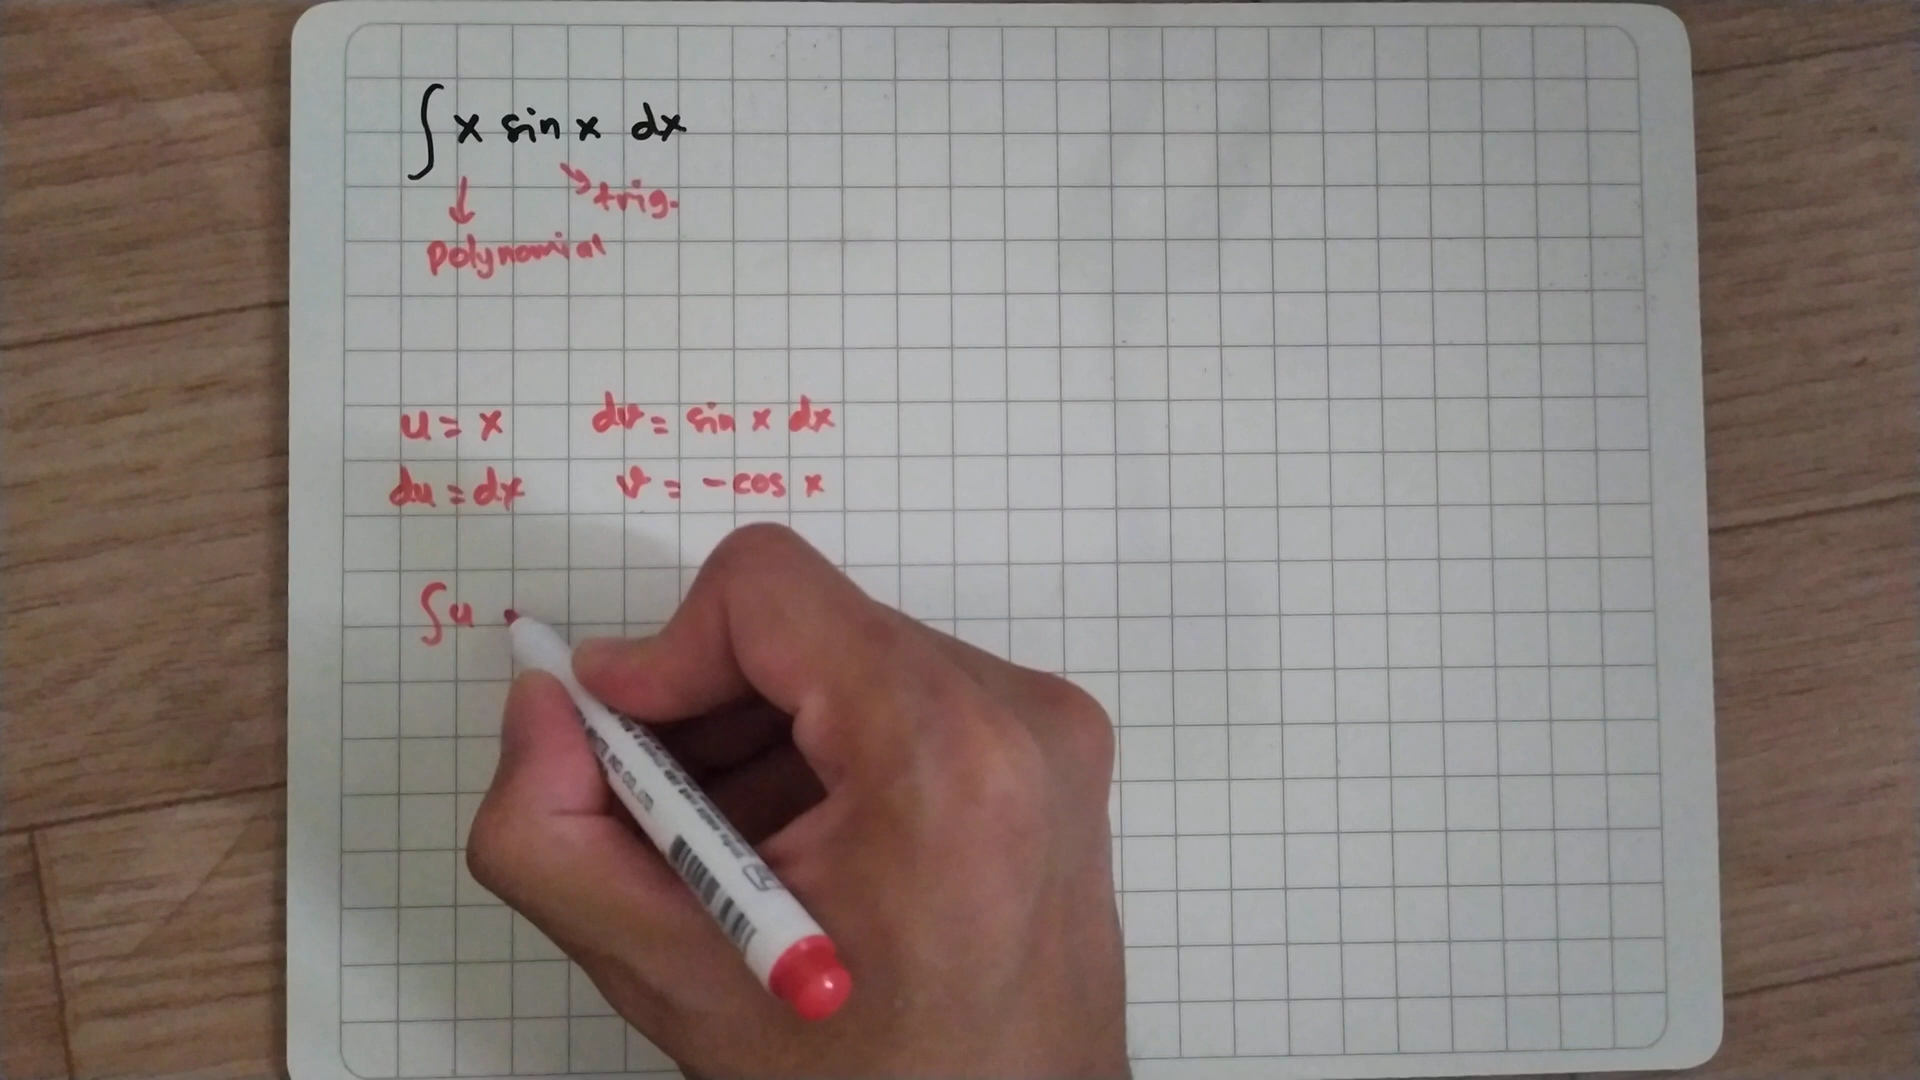 ∫ x sin x dx
↓ ↘ trig.
Polynomial
u = x dv = sin x dx
du = dx v = -cos x
∫u